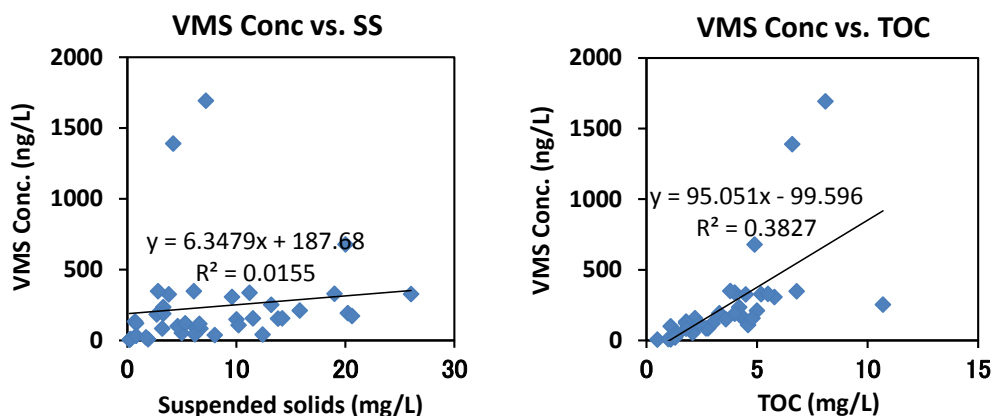 VMS Conc vs. SS
2000
1500
1000
500
0
VMS Conc. (ng/L)
y = 6.3479x + 187.68
R² = 0.0155
0 10 20 30
Suspended solids (mg/L)
VMS Conc vs. TOC
2000
1500
1000
500
0
VMS Conc. (ng/L)
y = 95.051x - 99.596
R² = 0.3827
0 5 10 15
TOC (mg/L)